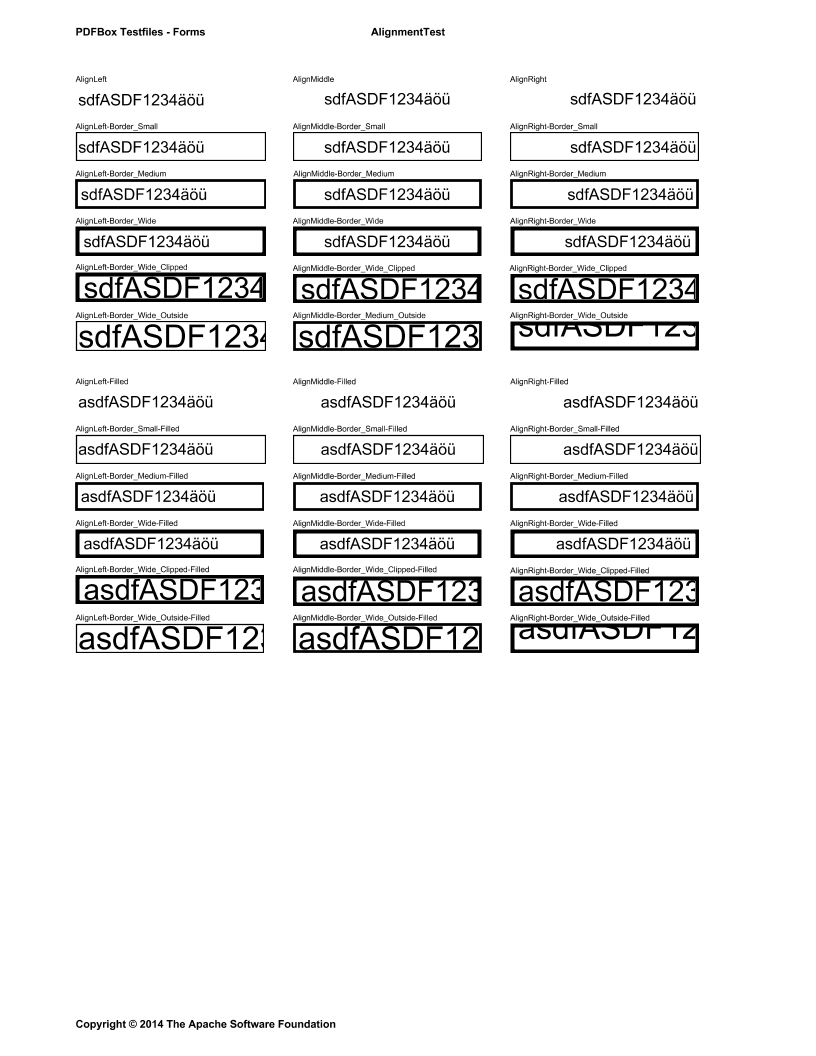 PDFBox Testfiles - Forms AlignmentTest
AlignLeft AlignMiddle AlignRight
sdfASDF1234äöü sdfASDF1234äöü sdfASDF1234äöü
AlignLeft-Border_Small AlignMiddle-Border_Small AlignRight-Border_Small
sdfASDF1234äöü sdfASDF1234äöü sdfASDF1234äöü
AlignLeft-Border_Medium AlignMiddle-Border_Medium AlignRight-Border_Medium
sdfASDF1234äöü sdfASDF1234äöü sdfASDF1234äöü
AlignLeft-Border_Wide AlignMiddle-Border_Wide AlignRight-Border_Wide
sdfASDF1234äöü sdfASDF1234äöü sdfASDF1234äöü
AlignLeft-Border_Wide_Clipped AlignMiddle-Border_Wide_Clipped AlignRight-Border_Wide_Clipped
sdfASDF1234 sdfASDF1234 sdfASDF1234
AlignLeft-Border_Wide_Outside AlignMiddle-Border_Medium_Outside AlignRight-Border_Wide_Outside
sdfASDF1234 sdfASDF123 sdfASDF123
AlignLeft-Filled AlignMiddle-Filled AlignRight-Filled
asdfASDF1234äöü asdfASDF1234äöü asdfASDF1234äöü
AlignLeft-Border_Small-Filled AlignMiddle-Border_Small-Filled AlignRight-Border_Small-Filled
asdfASDF1234äöü asdfASDF1234äöü asdfASDF1234äöü
AlignLeft-Border_Medium-Filled AlignMiddle-Border_Medium-Filled AlignRight-Border_Medium-Filled
asdfASDF1234äöü asdfASDF1234äöü asdfASDF1234äöü
AlignLeft-Border_Wide-Filled AlignMiddle-Border_Wide-Filled AlignRight-Border_Wide-Filled
asdfASDF1234äöü asdfASDF1234äöü asdfASDF1234äöü
AlignLeft-Border_Wide_Clipped-Filled AlignMiddle-Border_Wide_Clipped-Filled AlignRight-Border_Wide_Clipped-Filled
asdfASDF123 asdfASDF123 asdfASDF123
AlignLeft-Border_Wide_Outside-Filled AlignMiddle-Border_Wide_Outside-Filled AlignRight-Border_Wide_Outside-Filled
asdfASDF123 asdfASDF12 asdfASDF12
Copyright © 2014 The Apache Software Foundation